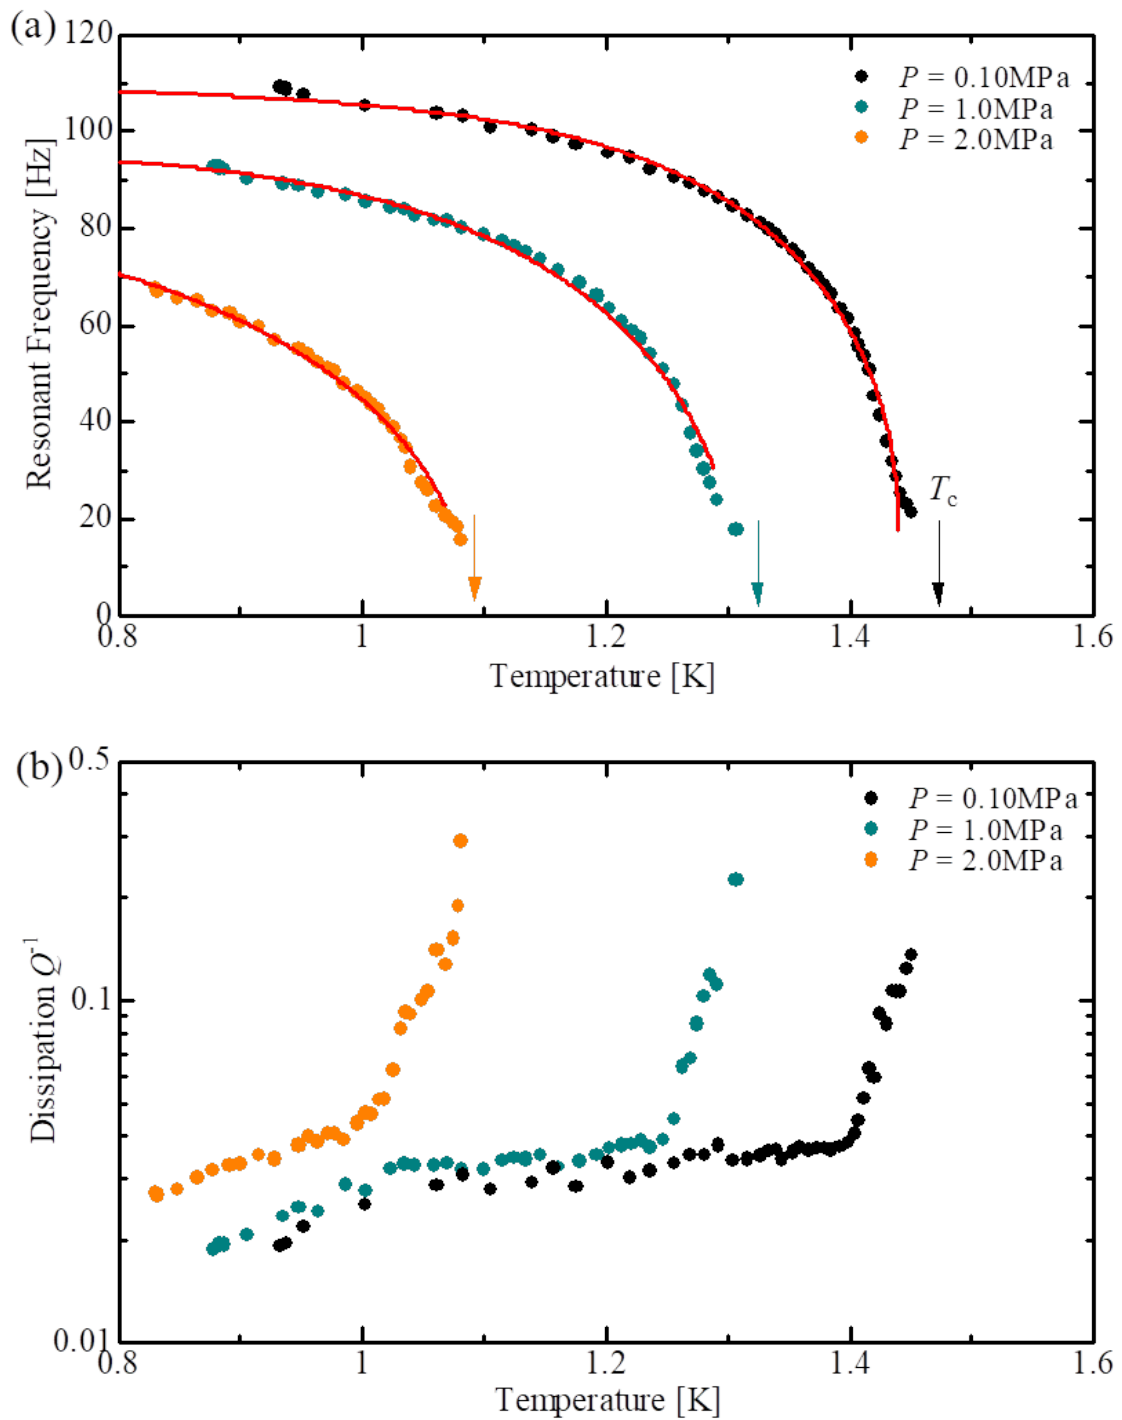 (a)
120
100
80
60
40
20
0
Resonant Frequency [Hz]
P = 0.10MPa
P = 1.0MPa
P = 2.0MPa
Tc
0.8 1 1.2 1.4 1.6
Temperature [K]
(b)
0.5
0.1
0.01
Dissipation Q-1
P = 0.10MPa
P = 1.0MPa
P = 2.0MPa
0.8 1 1.2 1.4 1.6
Temperature [K]